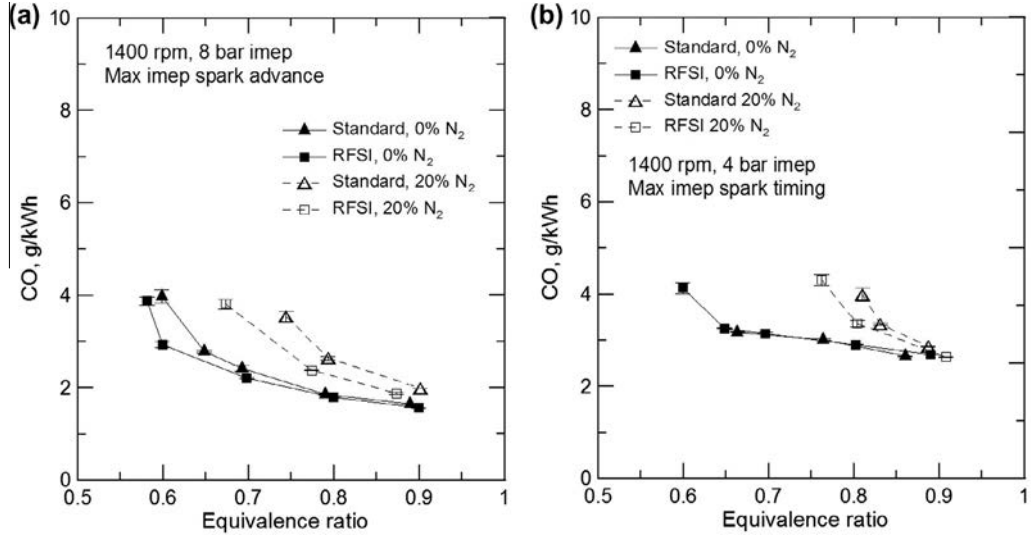 (a)
1400 rpm, 8 bar imep
Max imep spark advance
Standard, 0% N₂
RFSI, 0% N₂
Standard, 20% N₂
RFSI, 20% N₂
CO, g/kWh
10
8
6
4
2
0
0.5 0.6 0.7 0.8 0.9 1
Equivalence ratio
(b)
Standard, 0% N₂
RFSI, 0% N₂
Standard 20% N₂
RFSI 20% N₂
1400 rpm, 4 bar imep
Max imep spark timing
CO, g/kWh
10
8
6
4
2
0
0.5 0.6 0.7 0.8 0.9 1
Equivalence ratio